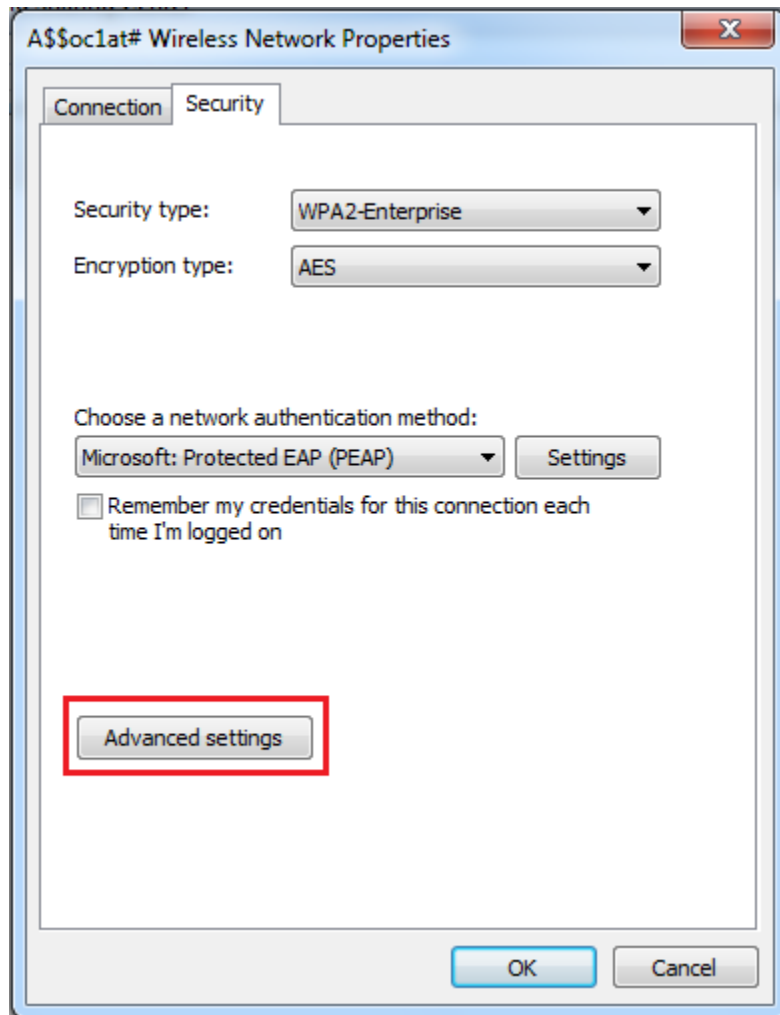 A$$oc1at# Wireless Network Properties
Connection Security
Security type: WPA2-Enterprise
Encryption type: AES
Choose a network authentication method:
Microsoft: Protected EAP (PEAP) Settings
Remember my credentials for this connection each
time I'm logged on
Advanced settings
OK Cancel